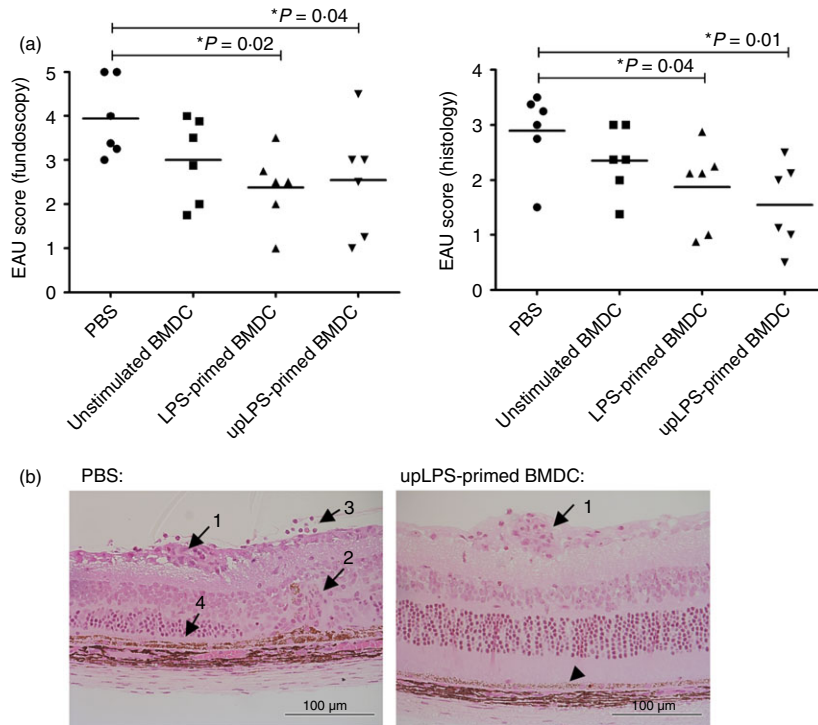 (a)
*P = 0·04
*P = 0·02
EAU score (fundoscopy)
5
4
3
2
1
0
PBS
Unstimulated BMDC
LPS-primed BMDC
upLPS-primed BMDC
*P = 0·01
*P = 0·04
EAU score (histology)
4
3
2
1
0
PBS
Unstimulated BMDC
LPS-primed BMDC
upLPS-primed BMDC
(b)
PBS:
1
3
2
4
100 µm
upLPS-primed BMDC:
1
100 µm